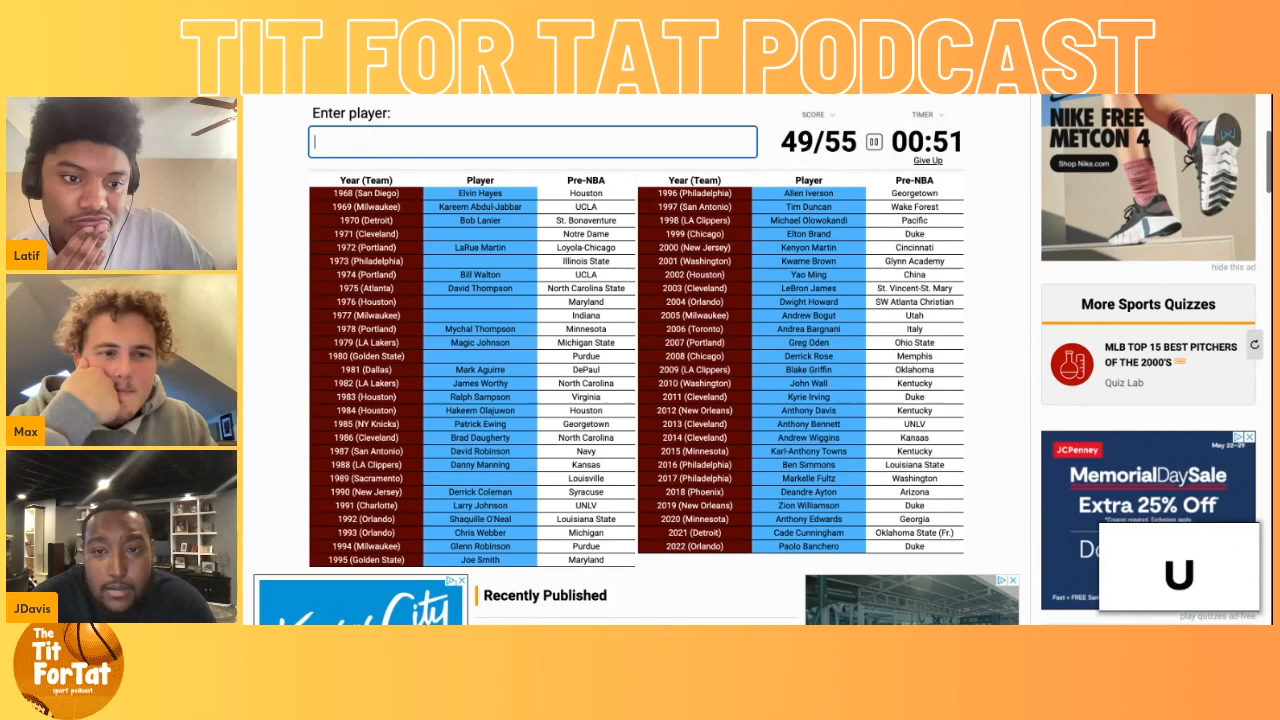 TIT FOR TAT PODCAST
Latif
Max
JDavis
The
Tit
ForTat
sport podcast
Enter player:
SCORE
TIMER
49/55
00:51
Give Up
Year (Team) Player Pre-NBA
1968 (San Diego) Elvin Hayes Houston
1969 (Milwaukee) Kareem Abdul-Jabbar UCLA
1970 (Detroit) Bob Lanier St. Bonaventure
1971 (Cleveland) Notre Dame
1972 (Portland) LaRue Martin Loyola-Chicago
1973 (Philadelphia) Illinois State
1974 (Portland) Bill Walton UCLA
1975 (Atlanta) David Thompson North Carolina State
1976 (Houston) Maryland
1977 (Milwaukee) Indiana
1978 (Portland) Mychal Thompson Minnesota
1979 (LA Lakers) Magic Johnson Michigan State
1980 (Golden State) Purdue
1981 (Dallas) Mark Aguirre DePaul
1982 (LA Lakers) James Worthy North Carolina
1983 (Houston) Ralph Sampson Virginia
1984 (Houston) Hakeem Olajuwon Houston
1985 (NY Knicks) Patrick Ewing Georgetown
1986 (Cleveland) Brad Daugherty North Carolina
1987 (San Antonio) David Robinson Navy
1988 (LA Clippers) Danny Manning Kansas
1989 (Sacramento) Louisville
1990 (New Jersey) Derrick Coleman Syracuse
1991 (Charlotte) Larry Johnson UNLV
1992 (Orlando) Shaquille O'Neal Louisiana State
1993 (Orlando) Chris Webber Michigan
1994 (Milwaukee) Glenn Robinson Purdue
1995 (Golden State) Joe Smith Maryland
Year (Team) Player Pre-NBA
1996 (Philadelphia) Allen Iverson Georgetown
1997 (San Antonio) Tim Duncan Wake Forest
1998 (LA Clippers) Michael Olowokandi Pacific
1999 (Chicago) Elton Brand Duke
2000 (New Jersey) Kenyon Martin Cincinnati
2001 (Washington) Kwame Brown Glynn Academy
2002 (Houston) Yao Ming China
2003 (Cleveland) LeBron James St. Vincent-St. Mary
2004 (Orlando) Dwight Howard SW Atlanta Christian
2005 (Milwaukee) Andrew Bogut Utah
2006 (Toronto) Andrea Bargnani Italy
2007 (Portland) Greg Oden Ohio State
2008 (Chicago) Derrick Rose Memphis
2009 (LA Clippers) Blake Griffin Oklahoma
2010 (Washington) John Wall Kentucky
2011 (Cleveland) Kyrie Irving Duke
2012 (New Orleans) Anthony Davis Kentucky
2013 (Cleveland) Anthony Bennett UNLV
2014 (Cleveland) Andrew Wiggins Kansas
2015 (Minnesota) Karl-Anthony Towns Kentucky
2016 (Philadelphia) Ben Simmons Louisiana State
2017 (Philadelphia) Markelle Fultz Washington
2018 (Phoenix) Deandre Ayton Arizona
2019 (New Orleans) Zion Williamson Duke
2020 (Minnesota) Anthony Edwards Georgia
2021 (Detroit) Cade Cunningham Oklahoma State (Fr.)
2022 (Orlando) Paolo Banchero Duke
City
Recently Published
NIKE FREE
METCON 4
Shop Nike.com
hide this ad
More Sports Quizzes
MLB TOP 15 BEST PITCHERS
OF THE 2000'S
Quiz Lab
JCPenney
May 22-29
MemorialDaySale
Extra 25% Off
U
play quizzes ad-free